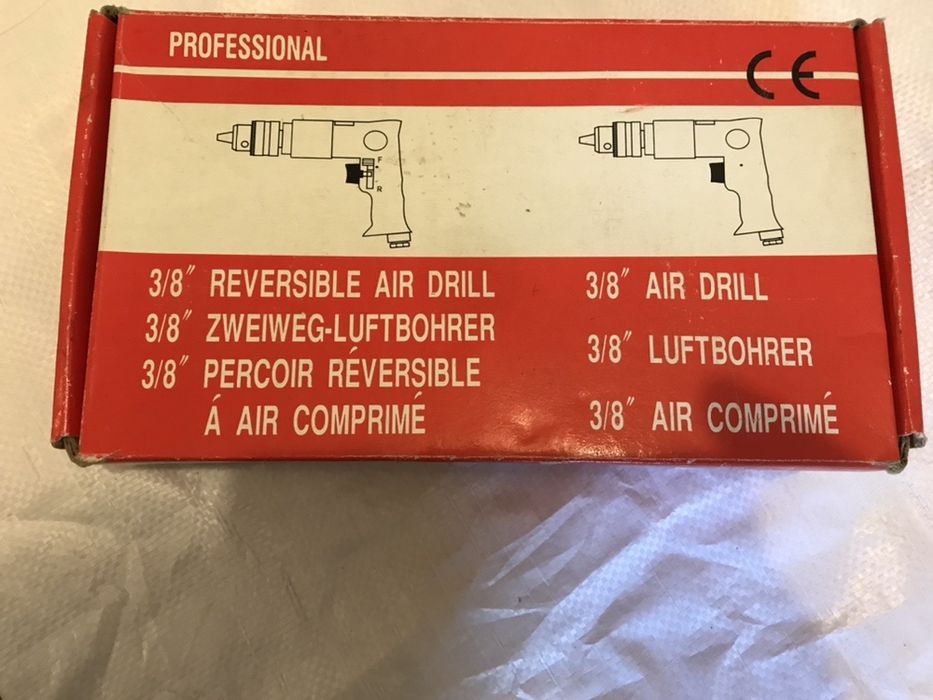 PROFESSIONAL
CE
F
R
3/8" REVERSIBLE AIR DRILL
3/8" ZWEIWEG-LUFTBOHRER
3/8" PERCOIR RÉVERSIBLE
Á AIR COMPRIMÉ
3/8" AIR DRILL
3/8" LUFTBOHRER
3/8" AIR COMPRIMÉ